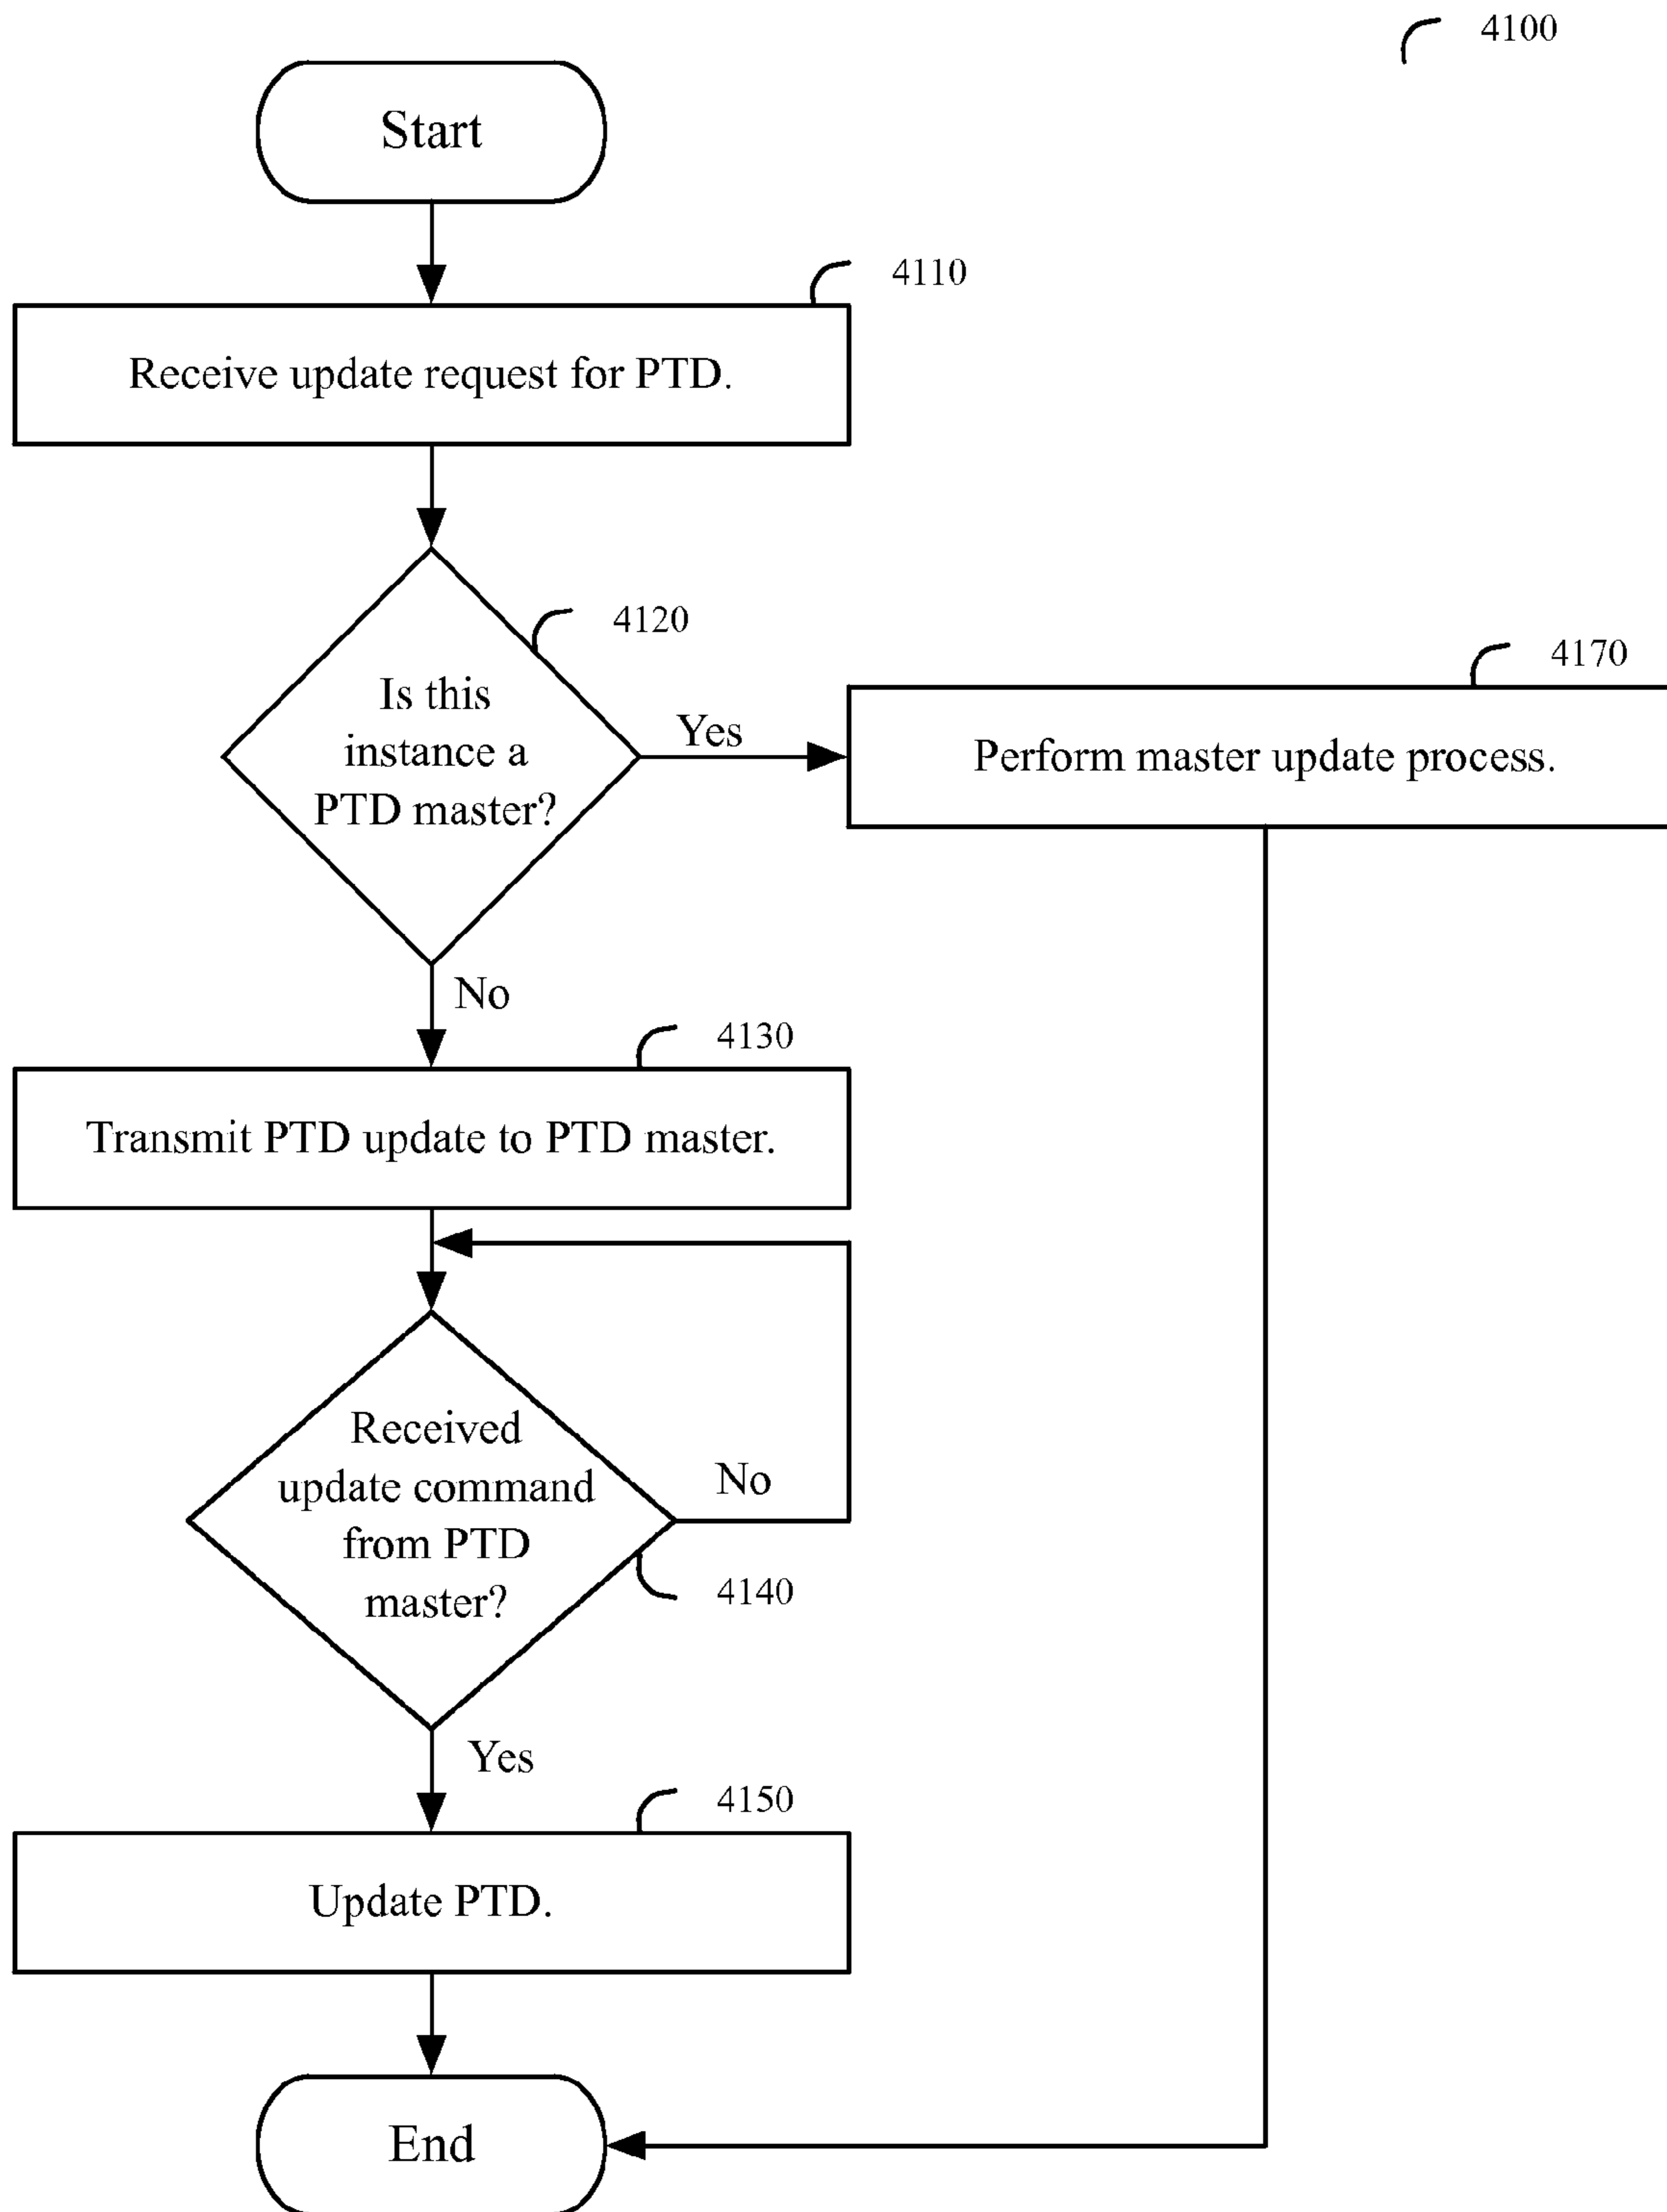 4100
Start
4110
Receive update request for PTD.
4120
Is this
instance a
PTD master?
Yes
4170
Perform master update process.
No
4130
Transmit PTD update to PTD master.
Received
update command
from PTD
master?
No
4140
Yes
4150
Update PTD.
End